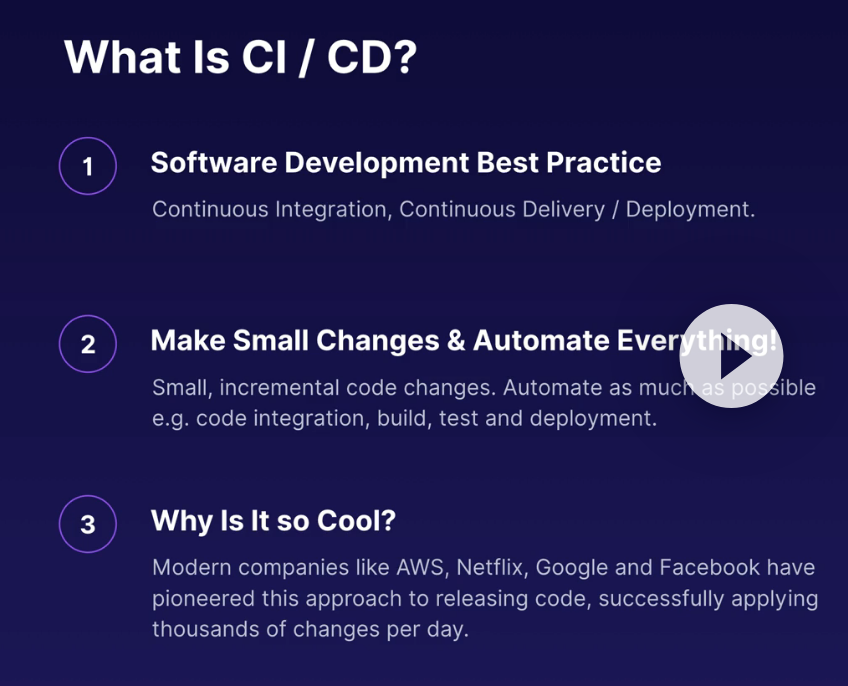 What Is CI / CD?
1
Software Development Best Practice
Continuous Integration, Continuous Delivery / Deployment.
2
Make Small Changes & Automate Everything!
Small, incremental code changes. Automate as much as possible
e.g. code integration, build, test and deployment.
3
Why Is It so Cool?
Modern companies like AWS, Netflix, Google and Facebook have
pioneered this approach to releasing code, successfully applying
thousands of changes per day.